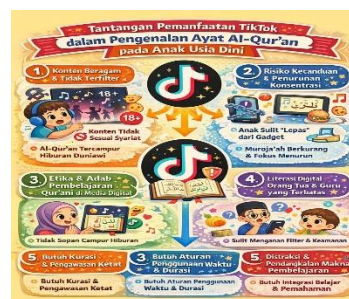 Tantangan Pemanfaatan TikTok
dalam Pengenalan Ayat Al-Qur'an
pada Anak Usia Dini
1 Konten Beragam
& Tidak Terfilter
18+
18+
Konten Tidak
Sesuai Syariat
Al-Qur'an Tercampur
Hiburan Duniawi
2. Risiko Kecanduan
& Penurunan
Konsentrasi
Anak Sulit "Lepas"
dari Gadget
Muroja'ah Berkurang
& Fokus Menurun
3. Etika & Adab
Pembelajaran
Qur'ani di Media Digital
Tidak Sopan Campur Hiburan
4. Literasi Digital
Orang Tua & Guru
yang Terbatas
Sulit Menganan Filter & Keamanan
5 Butuh Kurasi
& Pengawasan Ketat
Butuh Kurasi &
Pengawasan Ketat
3. Butuh Aturan
Penggunaan Waktu
& Durasi
Butuh Aturan Penggunaan
Waktu & Durasi
5 Distraksi &
Pendangkalan Makna
Pembelajaran
Butuh Integrasi Belajar
& Pemahaman